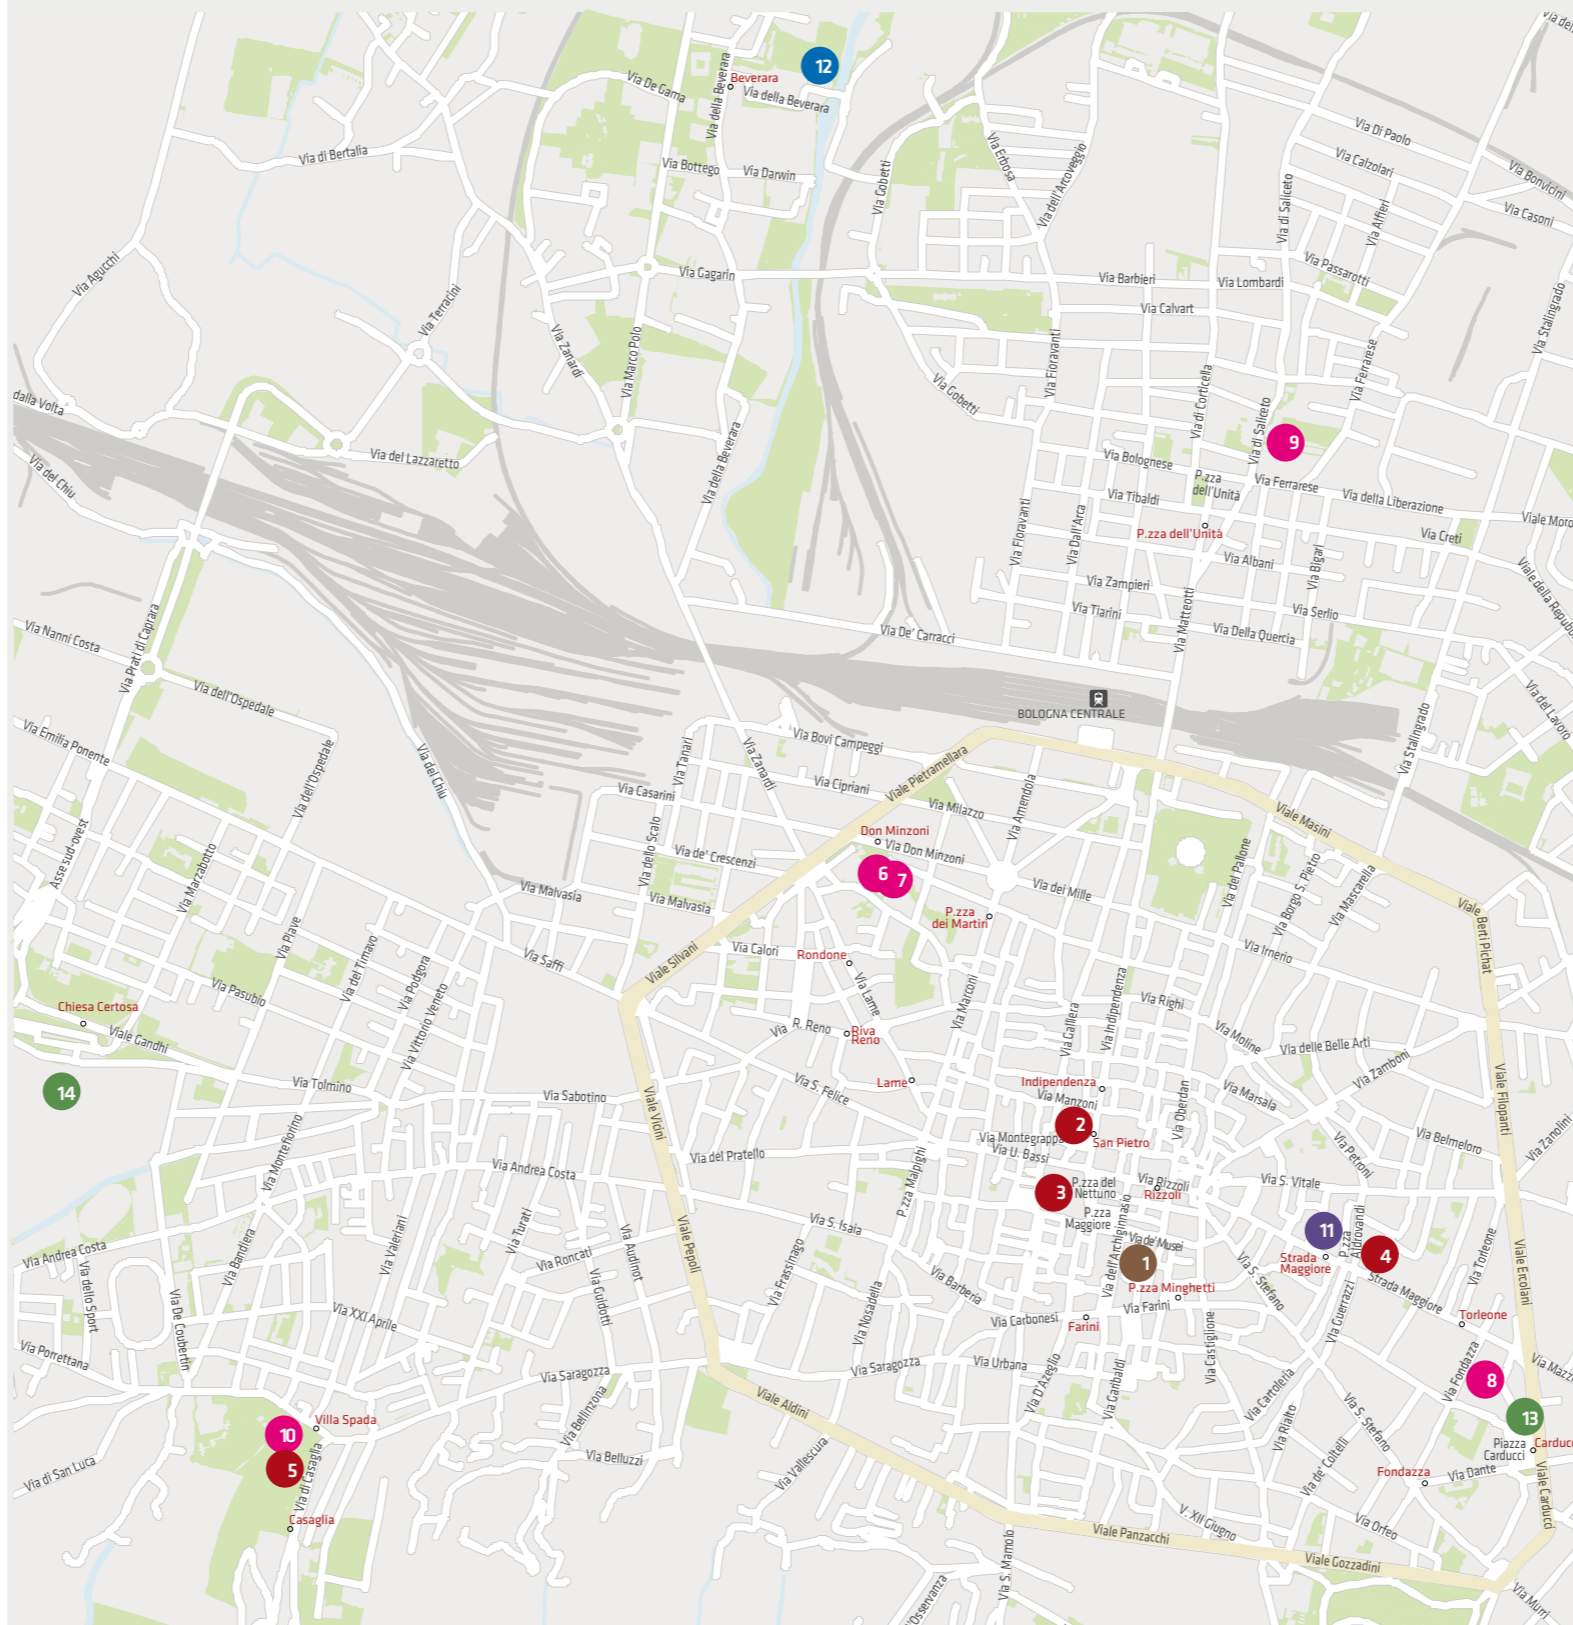 12
Via De Gama
Via della Beverara
Beverara
Via della Beverara
Via Di Paolo
Via di Bertalia
Via Bottego
Via Darwin
Via Gobetti
Via Erbosa
Via dell'Arcoveggio
Via Calzolari
Via Bonvicini
Via Casoni
Via di Saliceto
Via Alfieri
Via Passarotti
Via Agucchi
Via Gagarin
Via Barbieri
Via Lombardi
Via Terracini
Via Zanardi
Via Marco Polo
Via Calvart
Via Stalingrado
Via Fioravanti
Via Ferrarese
Via Gobetti
Via di Corticella
Via di Saliceto
dalla Volta
Via del Lazzaretto
Via della Beverara
9
Via del Chiu
Via Bolognese
P.zza
dell'Unità
Via Ferrarese
Via della Liberazione
Via Tibaldi
Viale Moro
Via Fioravanti
Via Dall'Arca
P.zza dell'Unità
Via Creti
Via Albani
Via Bigari
Via Zampieri
Via Tiarini
Via Serlio
Via Matteotti
Via Della Quercia
Via De' Carracci
Via Prati di Caprara
Via Nanni Costa
Via dell'Ospedale
BOLOGNA CENTRALE
Via del Lavoro
Via Stalingrado
Via Emilia Ponente
Via dell'Ospedale
Via del Chiu
Via Tanari
Via Zanardi
Via Bovi Campeggi
Viale Pietramellara
Via Cipriani
Via Casarini
Via Milazzo
Via Amendola
Viale Masini
Asse sud-ovest
Via Marzabotto
Via dello Scalo
Via de' Crescenzi
Don Minzoni
Via Don Minzoni
6
7
Via dei Mille
Via del Pallone
Via Borgo S. Pietro
Via Mascarella
Via Malvasia
Via Malvasia
P.zza
dei Martiri
Viale Berti Pichat
Via Piave
Via del Timavo
Via Podgora
Via Vittorio Veneto
Via Saffi
Viale Silvani
Via Calori
Rondone
Via Lame
Via Irnerio
Via Pasubio
Chiesa Certosa
Viale Gandhi
Via Marconi
Via Galliera
Via Indipendenza
Via Righi
Via Moline
Via R. Reno
Riva
Reno
Via delle Belle Arti
Via Zamboni
14
Via Tolmino
Via Sabotino
Viale Vicini
Via S. Felice
Lame
Indipendenza
Via Manzoni
Via Oberdan
Via Marsala
Viale Filopanti
2
San Pietro
Via Montegrappa
Via U. Bassi
Via Belmeloro
Via Zanolini
Via Petroni
Via Montefiorino
Via Andrea Costa
Via del Pratello
P.zza Malpighi
3
P.zza del
Nettuno
Via Rizzoli
Rizzoli
Via S. Vitale
P.zza
Maggiore
Via S. Isaia
Via de' Musei
11
P.zza
Aldrovandi
4
Strada
Maggiore
Strada Maggiore
Via Torleone
Viale Ercolani
Via Andrea Costa
Via dello Sport
Via Bandiera
Via Valeriani
Via Turati
Via Roncati
Via Audinot
Via Guidotti
Viale Pepoli
Via Frassinago
Via Nosadella
Via Barberia
Via dell'Archiginnasio
1
P.zza Minghetti
Via Farini
Via S. Stefano
Via Guerrazzi
Torleone
Via De Coubertin
Via XXI Aprile
Via Carbonesi
Farini
Via Castiglione
Via Porrettana
Via Saragozza
Via Saragozza
Via Urbana
Via D'Azeglio
Via Garibaldi
Via Cartoleria
Via Fondazza
8
Via Mazz
13
Piazza
Carducci
Carducc
Viale Aldini
Via Bellinzona
Villa Spada
10
5
Via di Casaglia
Via Belluzzi
Via di San Luca
Via Vallescura
Via Rialto
Via de' Coltelli
Via S. Stefano
Fondazza
Via Dante
Viale Carducci
Casaglia
V. XII Giugno
Via Orfeo
Viale Panzacchi
Viale Gozzadini
Via S. Mamolo
l'Osservanza
Via Murri